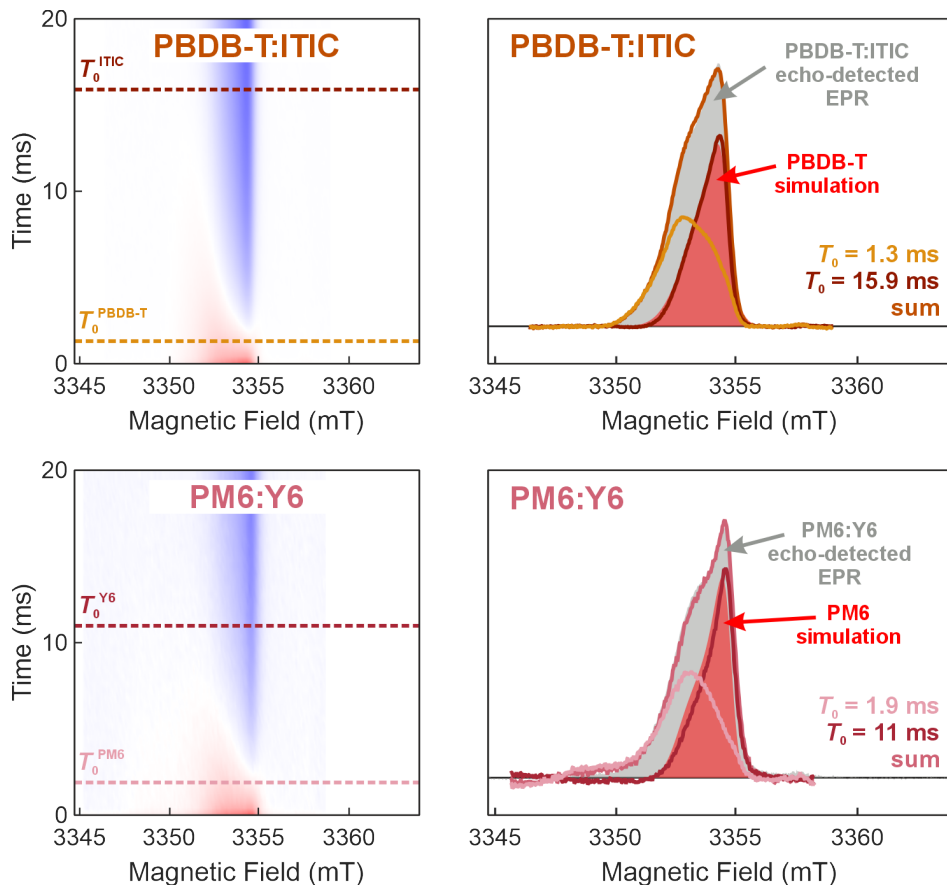 PBDB-T:ITIC
T₀ᴵᵀᴵᶜ
T₀ᴾᴮᴰᴮ⁻ᵀ
20
10
0
Time (ms)
3345
3350
3355
3360
Magnetic Field (mT)
PBDB-T:ITIC
PBDB-T:ITIC
echo-detected
EPR
PBDB-T
simulation
T₀ = 1.3 ms
T₀ = 15.9 ms
sum
3345
3350
3355
3360
Magnetic Field (mT)
PM6:Y6
T₀^Y6
T₀^PM6
20
10
0
Time (ms)
3345
3350
3355
3360
Magnetic Field (mT)
PM6:Y6
PM6:Y6
echo-detected
EPR
PM6
simulation
T₀ = 1.9 ms
T₀ = 11 ms
sum
3345
3350
3355
3360
Magnetic Field (mT)